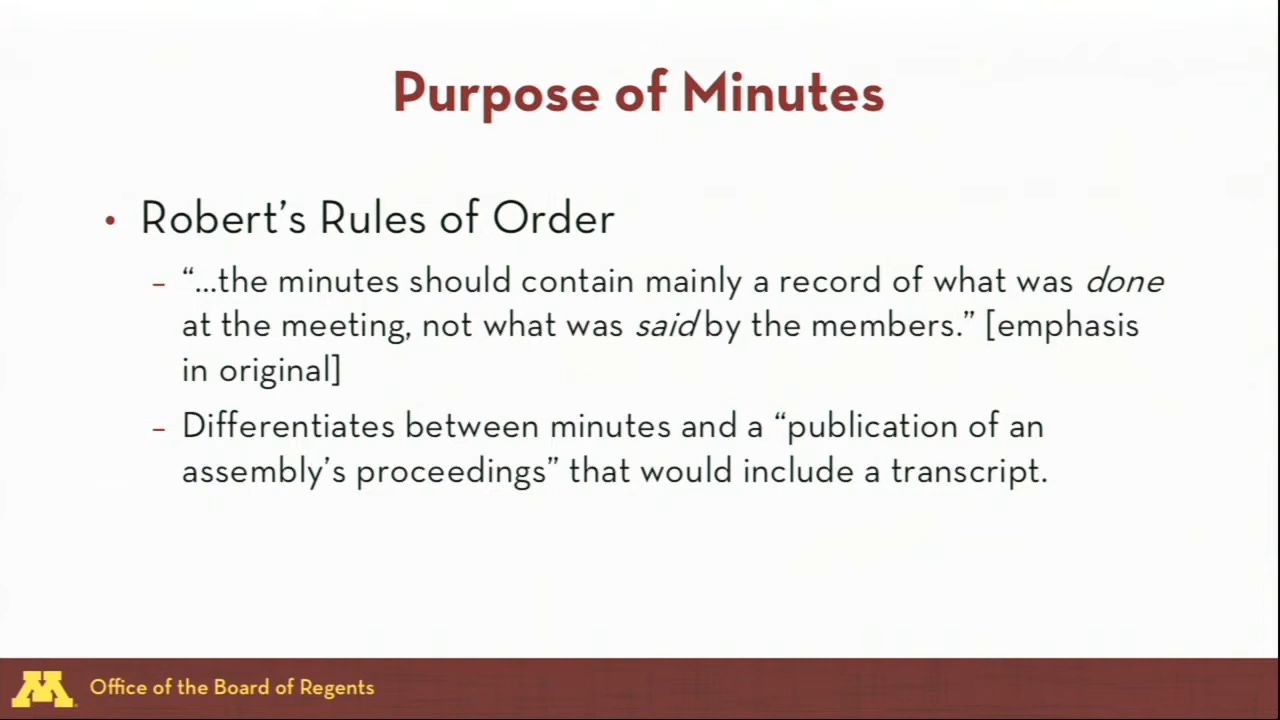 Purpose of Minutes
• Robert's Rules of Order
– “...the minutes should contain mainly a record of what was done
at the meeting, not what was said by the members.” [emphasis
in original]
– Differentiates between minutes and a “publication of an
assembly's proceedings” that would include a transcript.
M Office of the Board of Regents